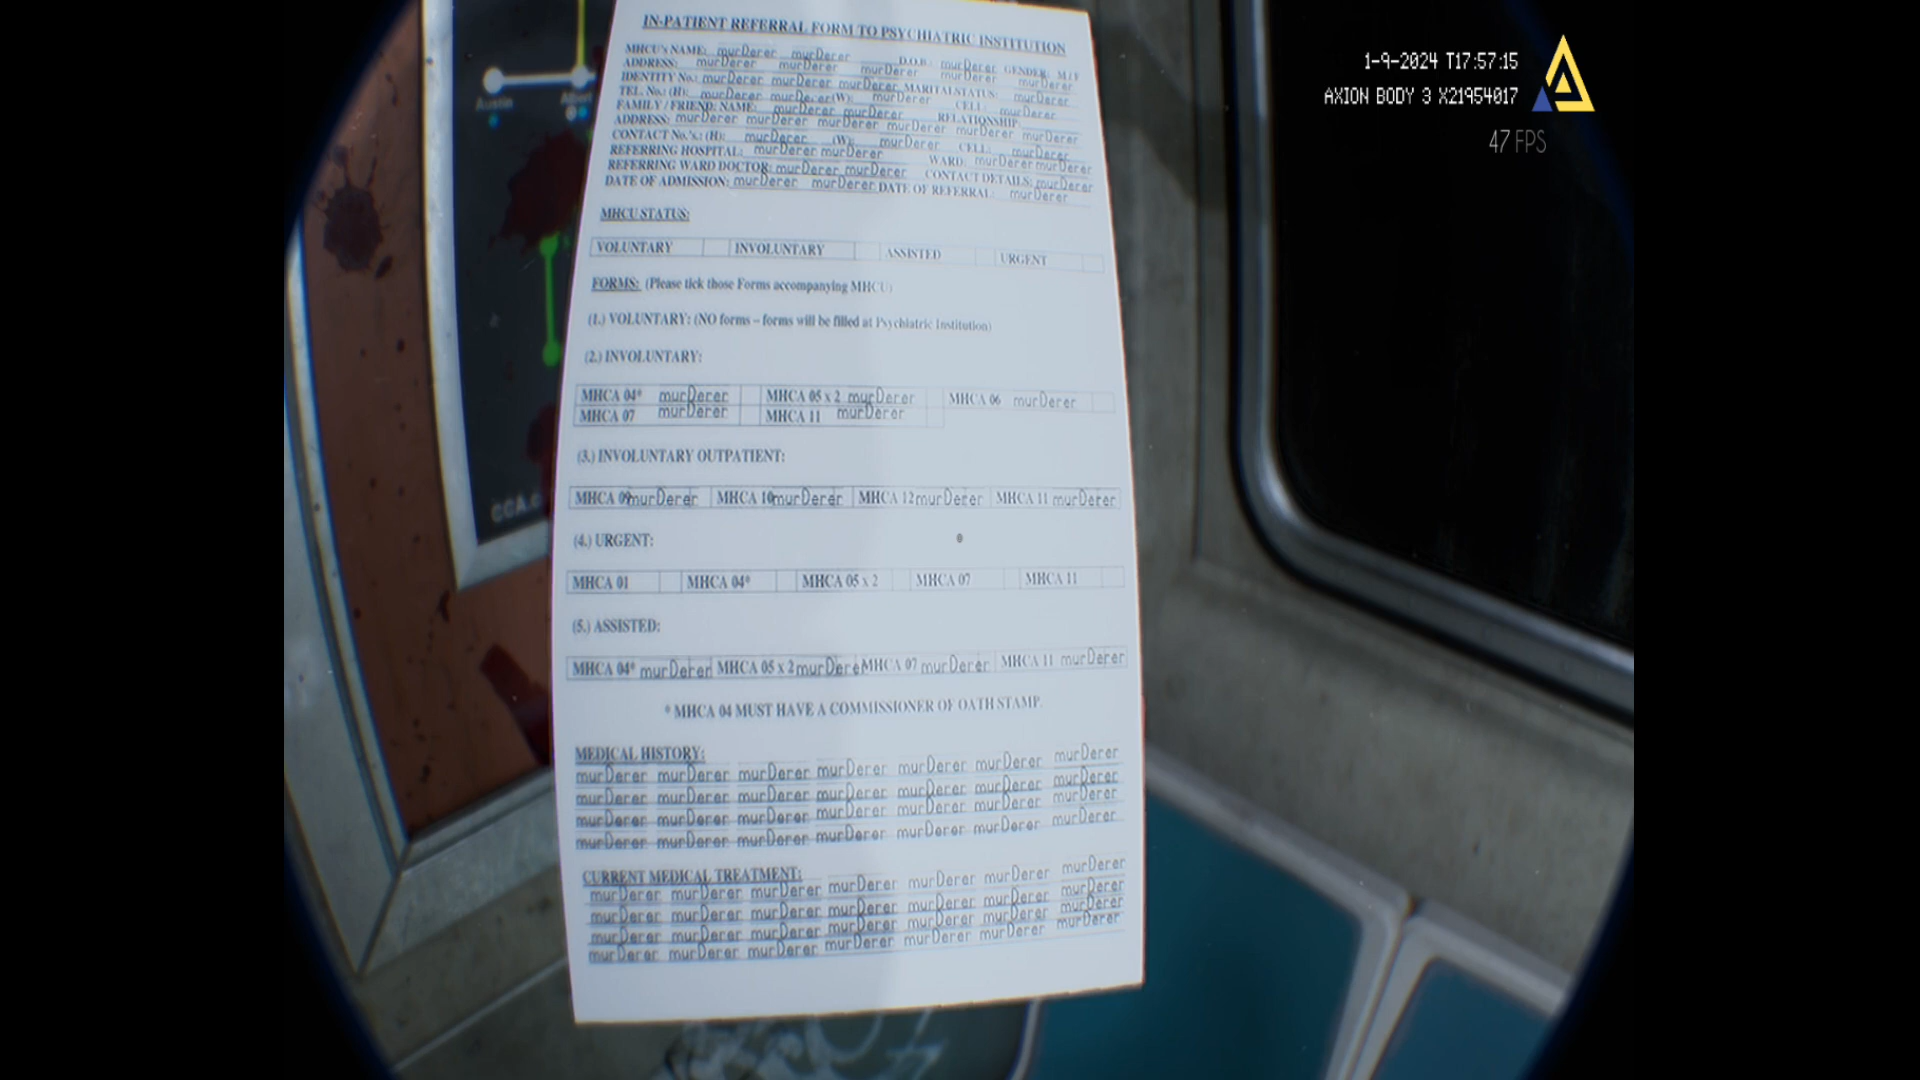 1-9-2024 T17:57:15
AXION BODY 3 X21954017
47 FPS
IN-PATIENT REFERRAL FORM TO PSYCHIATRIC INSTITUTION
MHCU's NAME: murDerer murDerer D.O.B: murDerer GENDER: M/F
ADDRESS: murDerer murDerer murDerer murDerer murDerer
IDENTITY No.: murDerer murDerer murDerer MARITAL STATUS: murDerer
TEL. No.: (H): murDerer murDerer (W): murDerer CELL: murDerer
FAMILY / FRIEND: NAME: murDerer murDerer RELATIONSHIP:
ADDRESS: murDerer murDerer murDerer murDerer murDerer murDerer
CONTACT No.'s.: (H): murDerer (W): murDerer CELL: murDerer
REFERRING HOSPITAL: murDerer murDerer WARD: murDerer murDerer
REFERRING WARD DOCTOR: murDerer murDerer CONTACT DETAILS: murDerer
DATE OF ADMISSION: murDerer murDerer DATE OF REFERRAL: murDerer
MHCU STATUS:
VOLUNTARY INVOLUNTARY ASSISTED URGENT
FORMS: (Please tick those Forms accompanying MHCU)
(1.) VOLUNTARY: (NO forms – forms will be filled at Psychiatric Institution)
(2.) INVOLUNTARY:
MHCA 04* murDerer MHCA 05 x 2 murDerer MHCA 06 murDerer
MHCA 07 murDerer MHCA 11 murDerer
(3.) INVOLUNTARY OUTPATIENT:
MHCA 09 murDerer MHCA 10 murDerer MHCA 12 murDerer MHCA 11 murDerer
(4.) URGENT:
MHCA 01 MHCA 04* MHCA 05 x 2 MHCA 07 MHCA 11
(5.) ASSISTED:
MHCA 04* murDerer MHCA 05 x 2 murDerer MHCA 07 murDerer MHCA 11 murDerer
* MHCA 04 MUST HAVE A COMMISSIONER OF OATH STAMP.
MEDICAL HISTORY:
murDerer murDerer murDerer murDerer murDerer murDerer murDerer
murDerer murDerer murDerer murDerer murDerer murDerer murDerer
murDerer murDerer murDerer murDerer murDerer murDerer murDerer
murDerer murDerer murDerer murDerer murDerer murDerer murDerer
CURRENT MEDICAL TREATMENT:
murDerer murDerer murDerer murDerer murDerer murDerer murDerer
murDerer murDerer murDerer murDerer murDerer murDerer murDerer
murDerer murDerer murDerer murDerer murDerer murDerer murDerer
murDerer murDerer murDerer murDerer murDerer murDerer murDerer
Austin
CCA.c